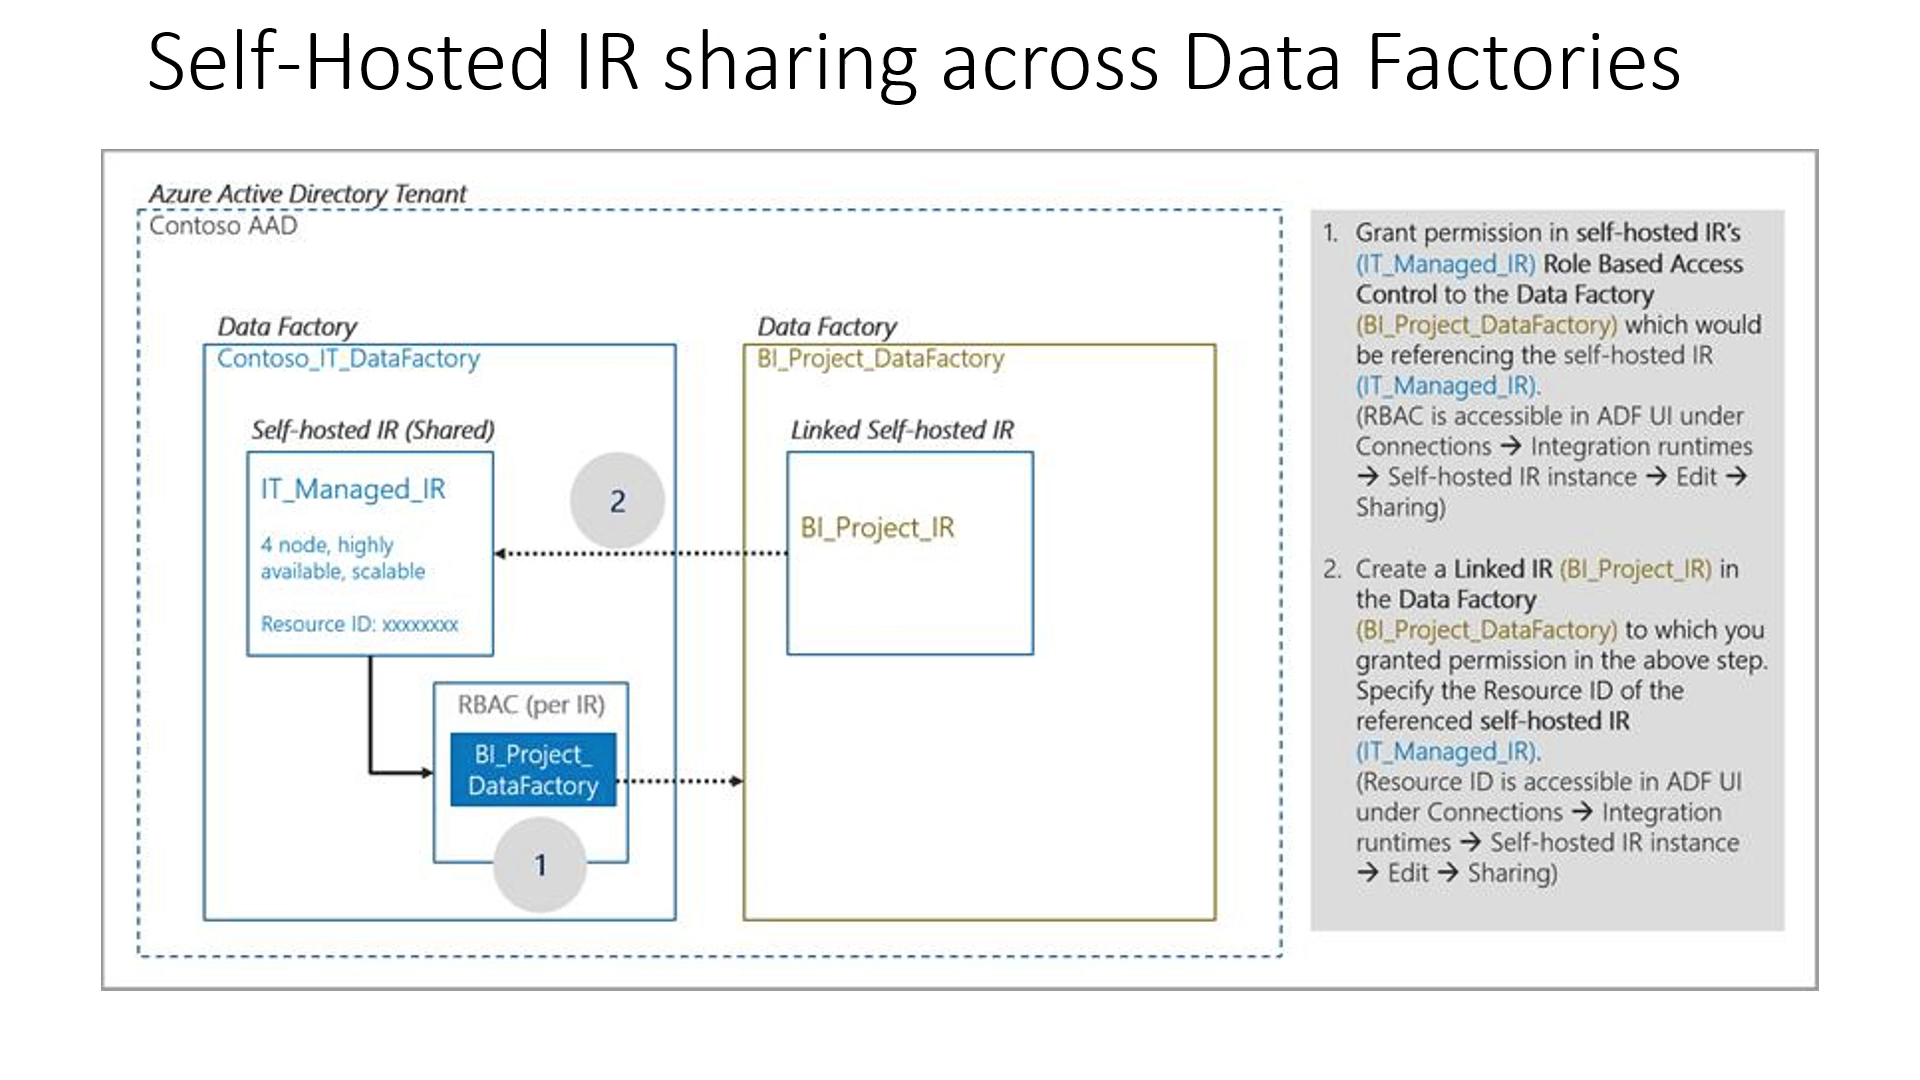 Self-Hosted IR sharing across Data Factories
Azure Active Directory Tenant
Contoso AAD
Data Factory
Contoso_IT_DataFactory
Self-hosted IR (Shared)
IT_Managed_IR
4 node, highly
available, scalable
Resource ID: xxxxxxxx
2
RBAC (per IR)
BI_Project_
DataFactory
1
Data Factory
BI_Project_DataFactory
Linked Self-hosted IR
BI_Project_IR
1. Grant permission in self-hosted IR's
(IT_Managed_IR) Role Based Access
Control to the Data Factory
(BI_Project_DataFactory) which would
be referencing the self-hosted IR
(IT_Managed_IR).
(RBAC is accessible in ADF UI under
Connections → Integration runtimes
→ Self-hosted IR instance → Edit →
Sharing)
2. Create a Linked IR (BI_Project_IR) in
the Data Factory
(BI_Project_DataFactory) to which you
granted permission in the above step.
Specify the Resource ID of the
referenced self-hosted IR
(IT_Managed_IR).
(Resource ID is accessible in ADF UI
under Connections → Integration
runtimes → Self-hosted IR instance
→ Edit → Sharing)